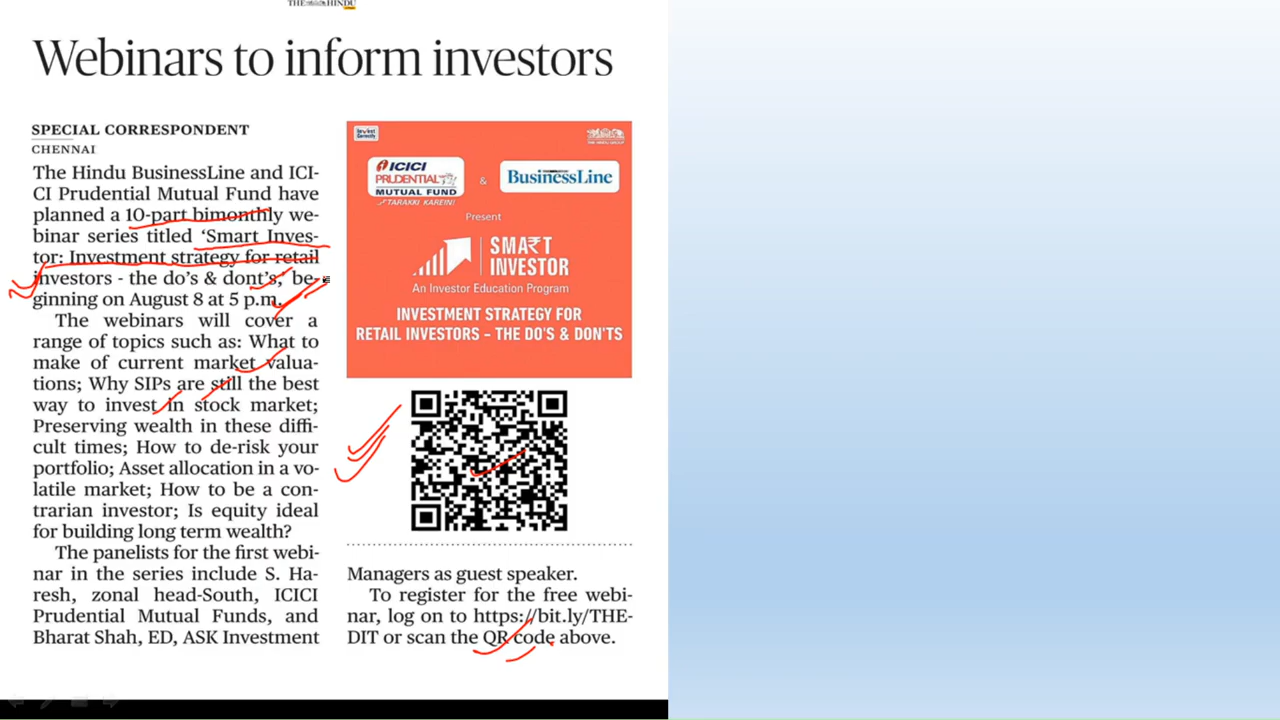 THE HINDU
Webinars to inform investors
SPECIAL CORRESPONDENT
CHENNAI
The Hindu BusinessLine and ICI-
CI Prudential Mutual Fund have
planned a 10-part bimonthly we-
binar series titled ‘Smart Inves-
tor: Investment strategy for retail
investors - the do’s & dont’s,’ be-
ginning on August 8 at 5 p.m.
The webinars will cover a
range of topics such as: What to
make of current market valua-
tions; Why SIPs are still the best
way to invest in stock market;
Preserving wealth in these diffi-
cult times; How to de-risk your
portfolio; Asset allocation in a vo-
latile market; How to be a con-
trarian investor; Is equity ideal
for building long term wealth?
The panelists for the first webi-
nar in the series include S. Ha-
resh, zonal head-South, ICICI
Prudential Mutual Funds, and
Bharat Shah, ED, ASK Investment
Invest
Correctly
THE HINDU GROUP
ICICI
PRUDENTIAL
MUTUAL FUND
TARAKKI KAREIN!
&
BusinessLine
Present
SMA₹T
INVESTOR
An Investor Education Program
INVESTMENT STRATEGY FOR
RETAIL INVESTORS – THE DO'S & DON'TS
Managers as guest speaker.
To register for the free webi-
nar, log on to https://bit.ly/THE-
DIT or scan the QR code above.